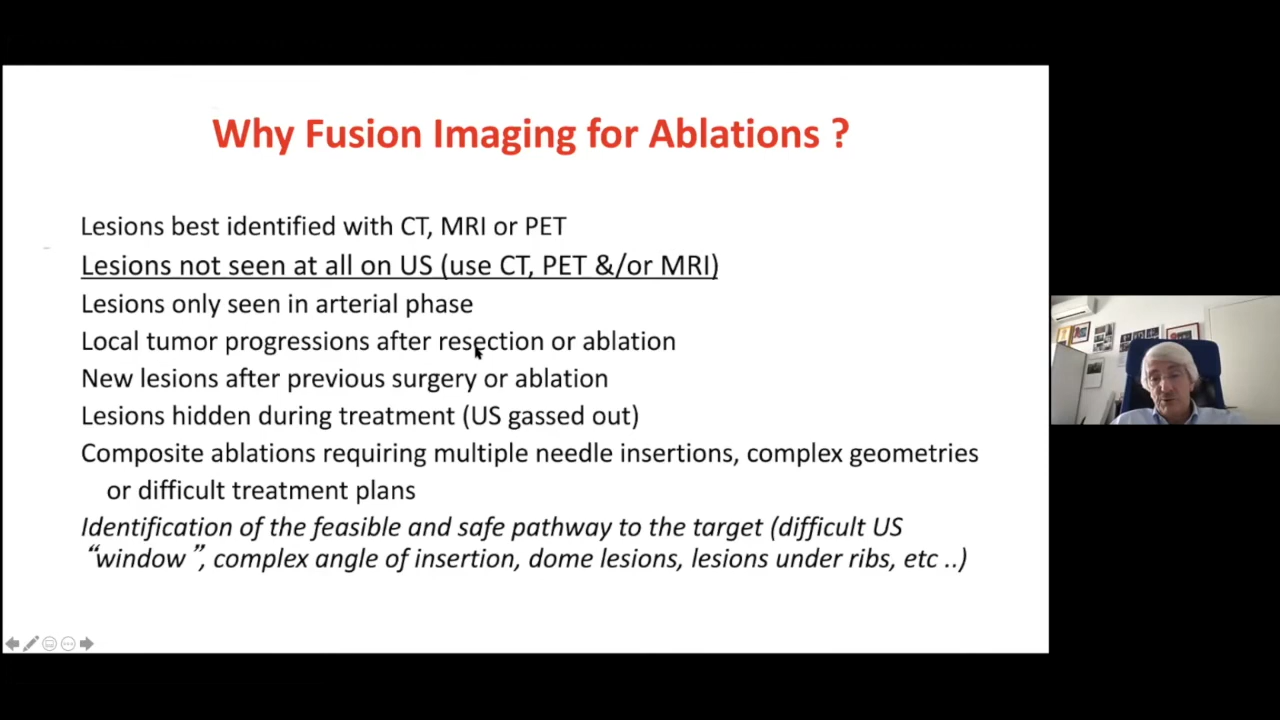 Why Fusion Imaging for Ablations ?
Lesions best identified with CT, MRI or PET
Lesions not seen at all on US (use CT, PET &/or MRI)
Lesions only seen in arterial phase
Local tumor progressions after resection or ablation
New lesions after previous surgery or ablation
Lesions hidden during treatment (US gassed out)
Composite ablations requiring multiple needle insertions, complex geometries
or difficult treatment plans
Identification of the feasible and safe pathway to the target (difficult US
“window ”, complex angle of insertion, dome lesions, lesions under ribs, etc ..)